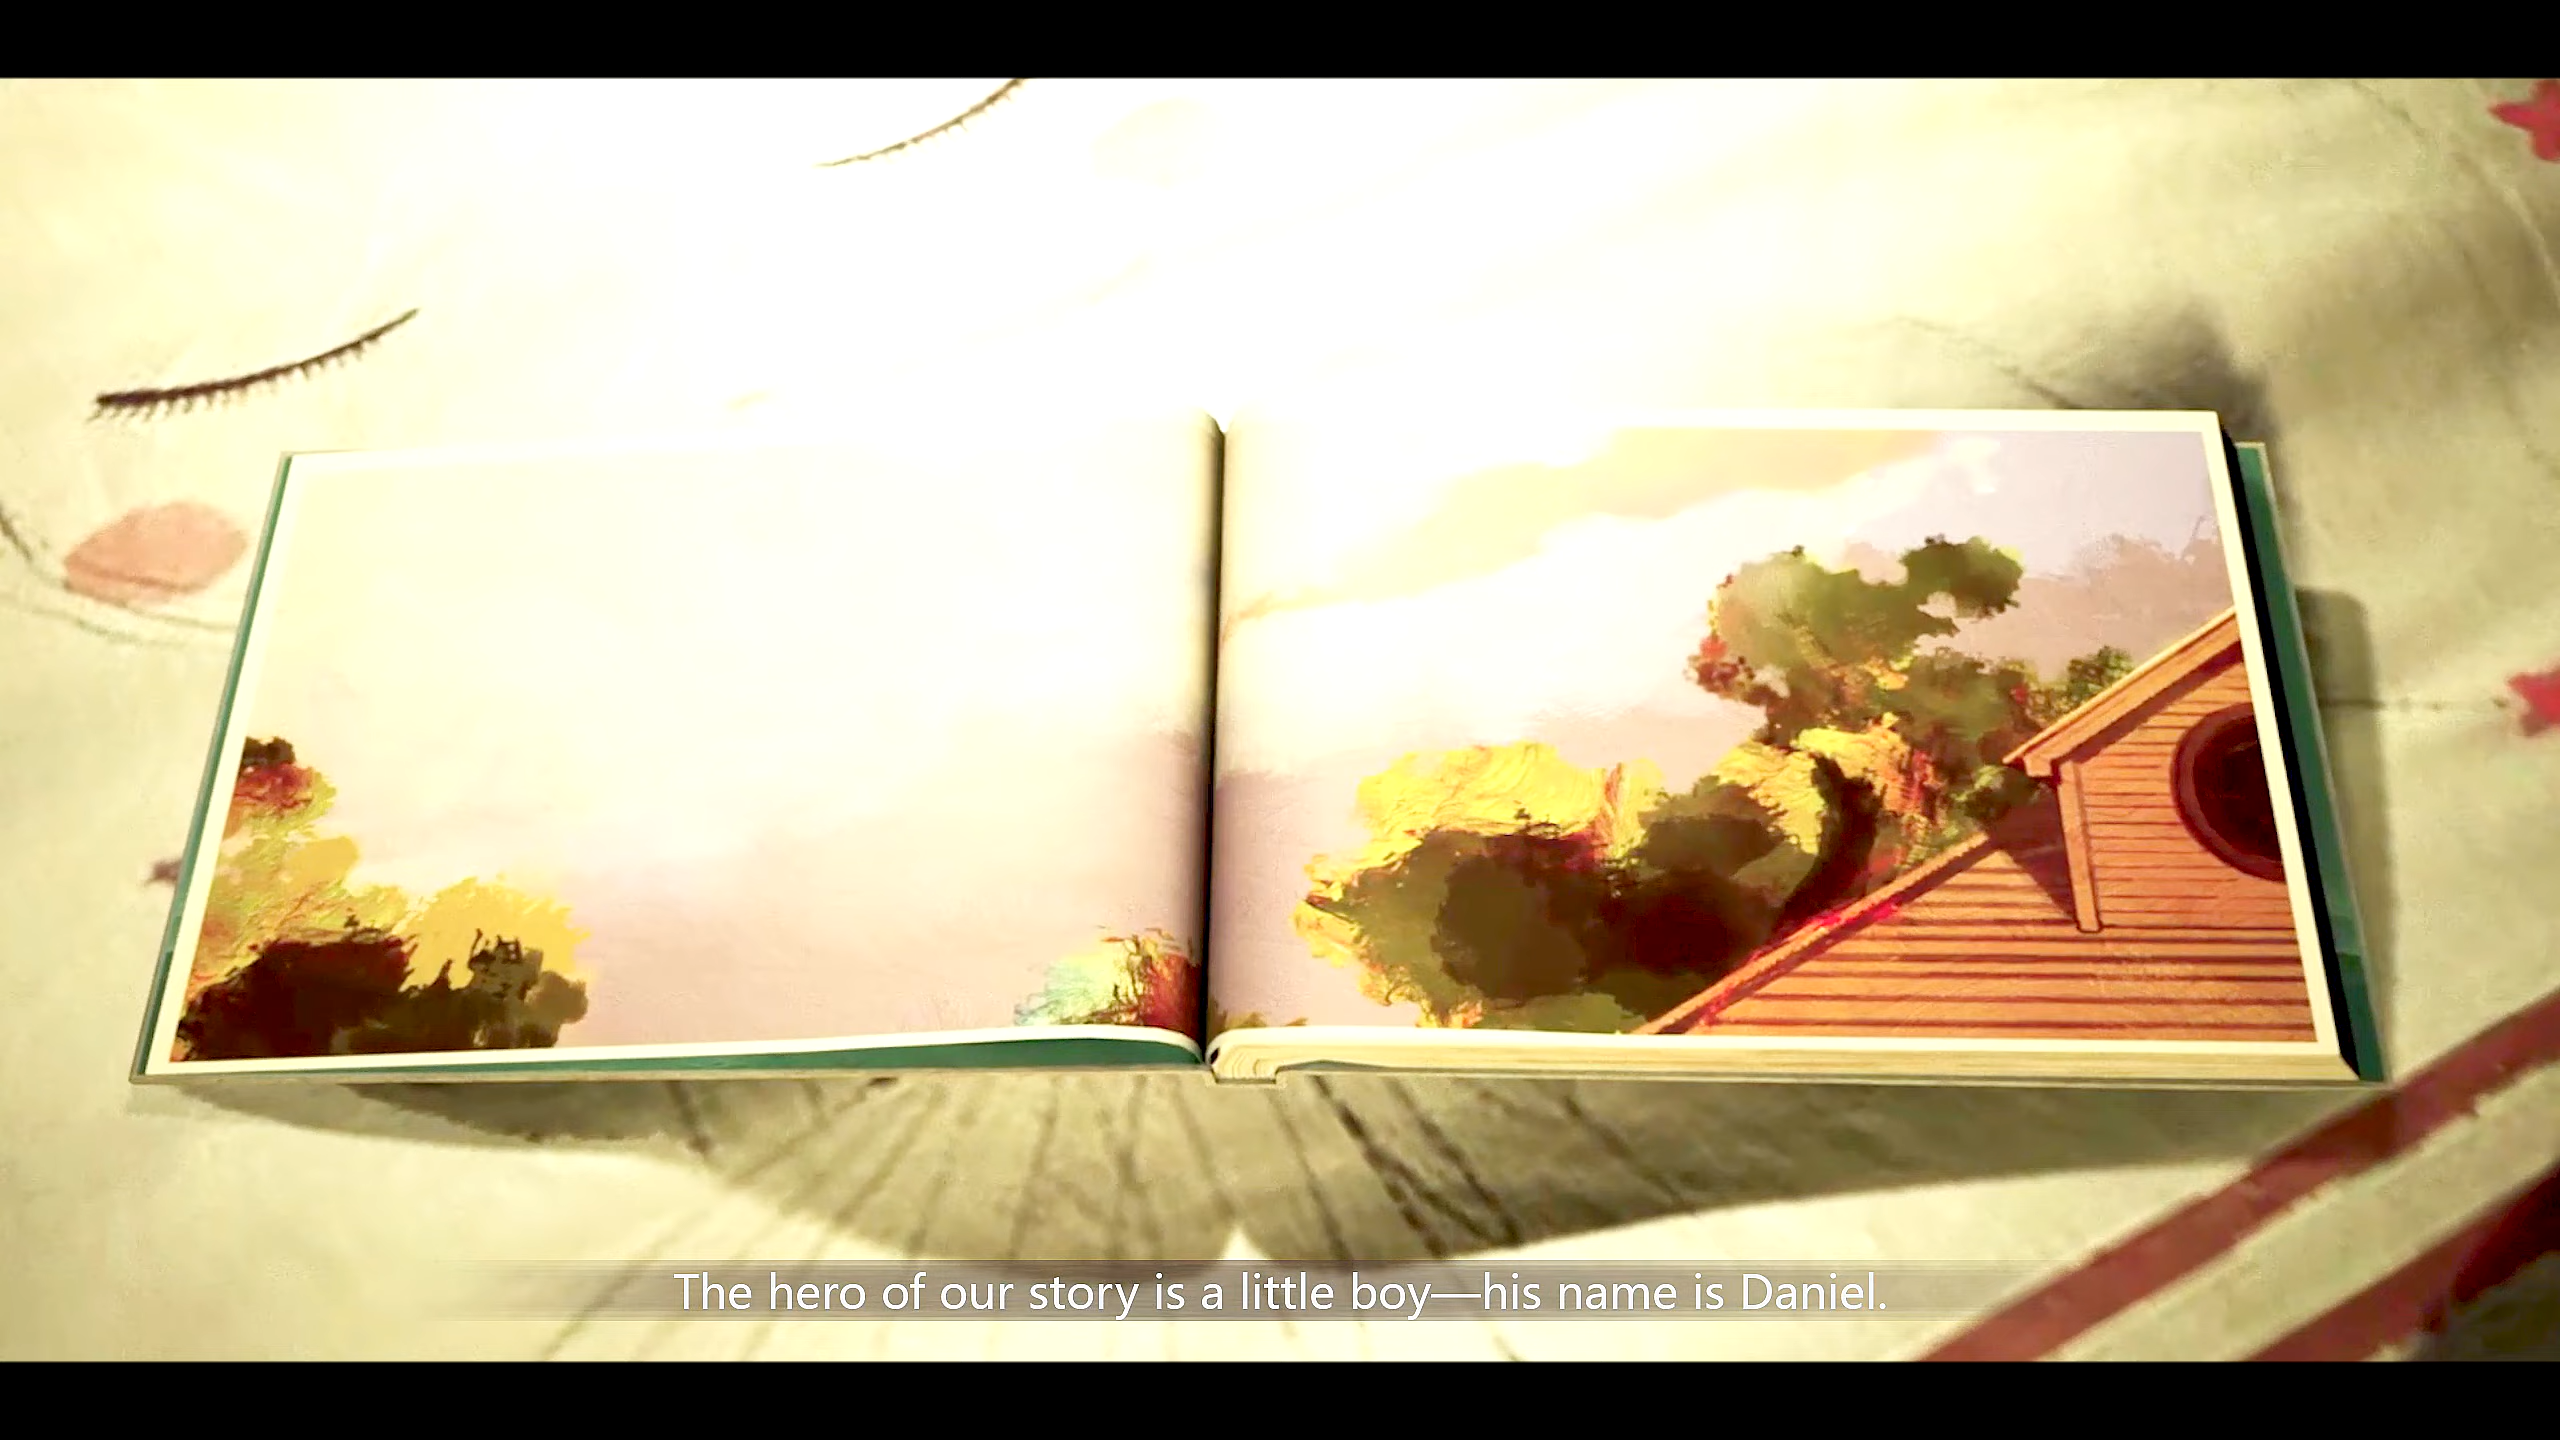 The hero of our story is a little boy—his name is Daniel.